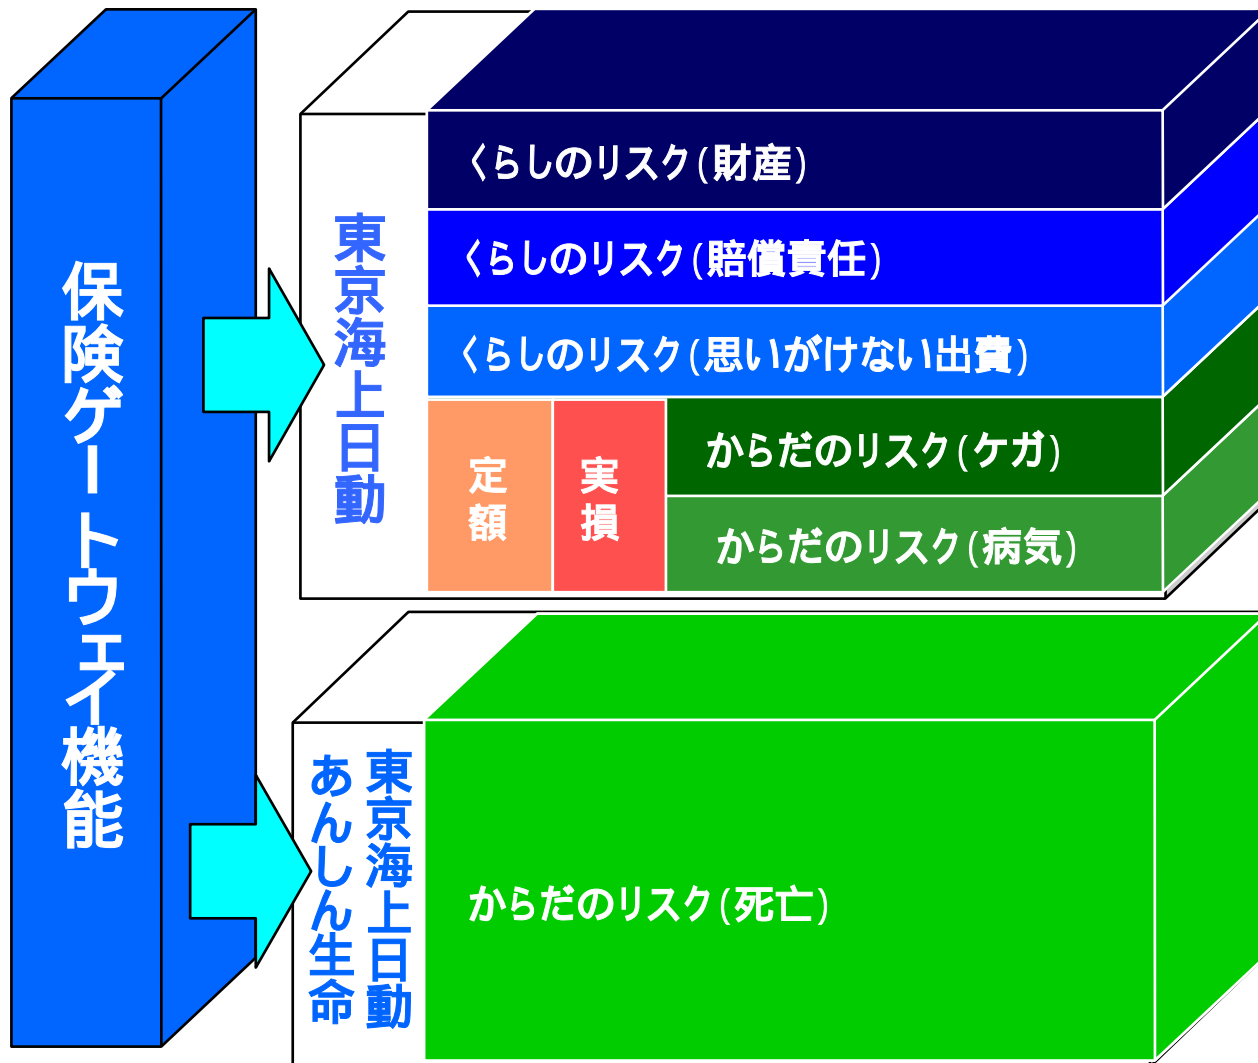 保険ゲートウェイ機能
東京海上日動
くらしのリスク(財産)
くらしのリスク(賠償責任)
くらしのリスク(思いがけない出費)
定額
実損
からだのリスク(ケガ)
からだのリスク(病気)
東京海上日動
あんしん生命
からだのリスク(死亡)